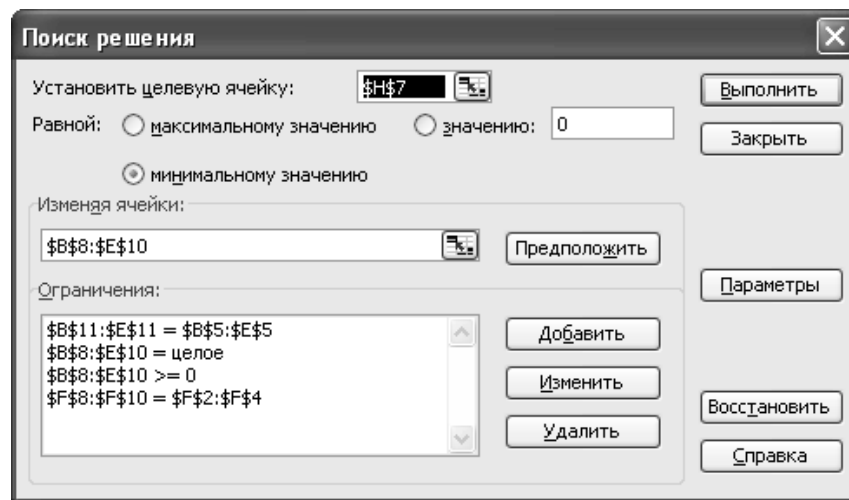 Поиск решения
Установить целевую ячейку: $H$7
Выполнить
Равной: максимальному значению значению: 0
Закрыть
минимальному значению
Изменяя ячейки:
$B$8:$E$10
Предположить
Параметры
Ограничения:
$B$11:$E$11 = $B$5:$E$5
$B$8:$E$10 = целое
$B$8:$E$10 >= 0
$F$8:$F$10 = $F$2:$F$4
Добавить
Изменить
Удалить
Восстановить
Справка